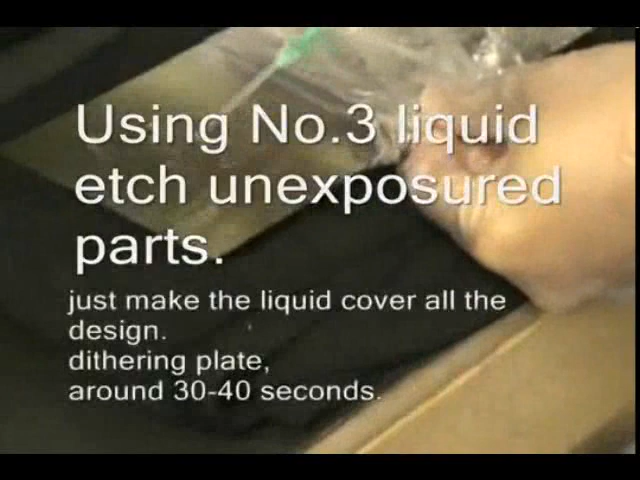 Using No.3 liquid
etch unexposured
parts.
just make the liquid cover all the
design.
dithering plate,
around 30-40 seconds.